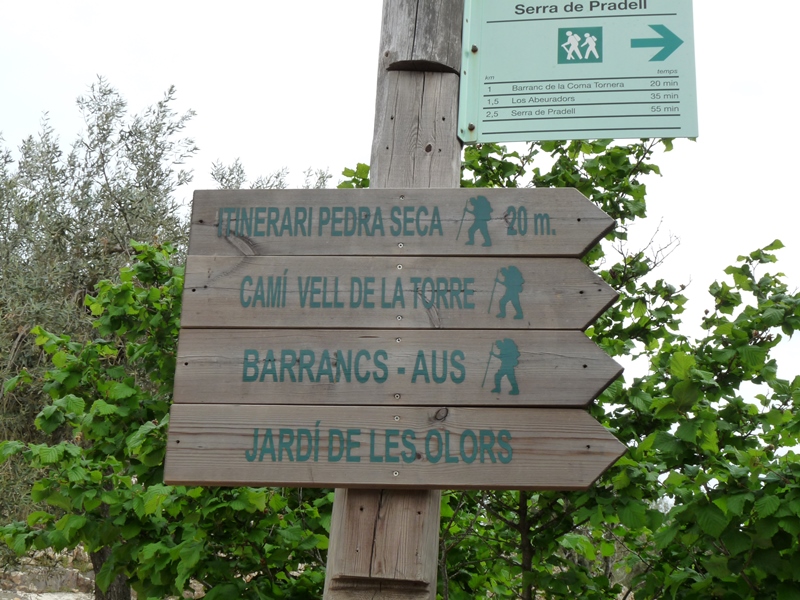 Serra de Pradell
km temps
1 Barranc de la Coma Tornera 20 min
1,5 Los Abeuradors 35 min
2,5 Serra de Pradell 55 min
ITINERARI PEDRA SECA 20 m.
CAMÍ VELL DE LA TORRE
BARRANCS - AUS
JARDÍ DE LES OLORS